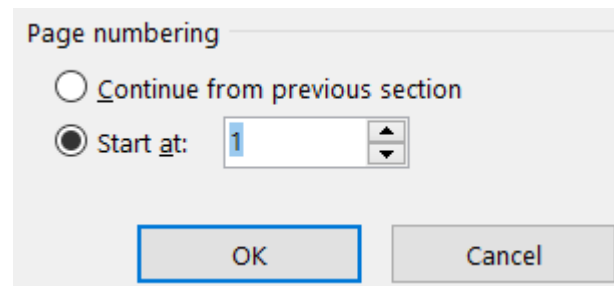 Page numbering
Continue from previous section
Start at: 1
OK Cancel